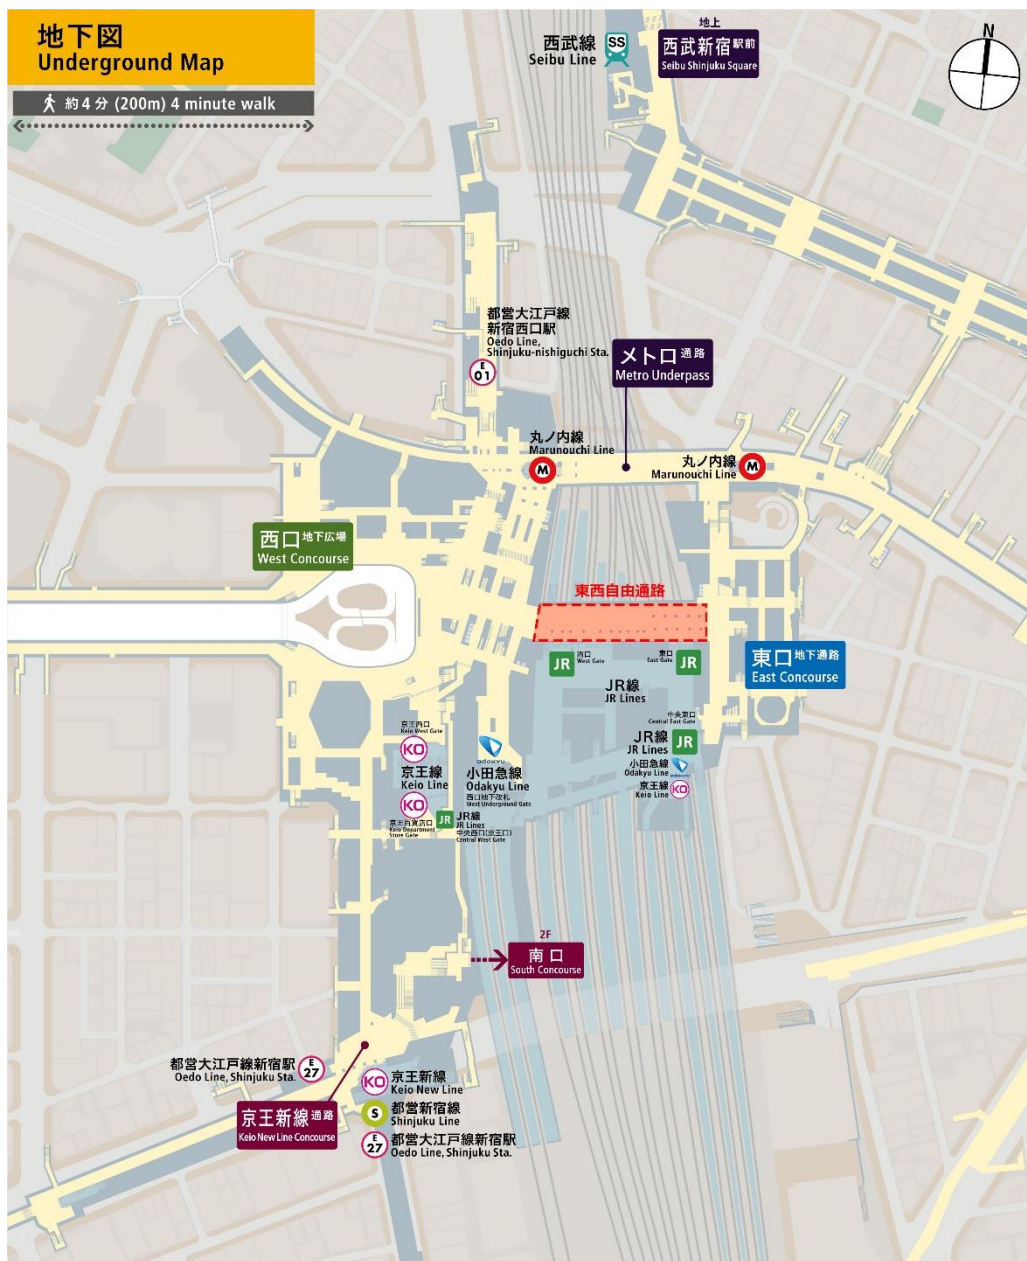 地下図
Underground Map
約4分 (200m) 4 minute walk
西武線
Seibu Line
SS
地上
西武新宿駅前
Seibu Shinjuku Square
N
都営大江戸線
新宿西口駅
Oedo Line,
Shinjuku-nishiguchi Sta.
E
01
メトロ通路
Metro Underpass
丸ノ内線
Marunouchi Line
M
丸ノ内線
Marunouchi Line
M
西口地下広場
West Concourse
東西自由通路
JR
西口
West Gate
東口
East Gate
JR
JR線
JR Lines
東口地下通路
East Concourse
中央東口
Central East Gate
JR線
JR Lines
JR
小田急線
Odakyu Line
ODAKYU
京王線
Keio Line
KO
京王西口
Keio West Gate
KO
京王線
Keio Line
KO
京王百貨店口
Keio Department
Store Gate
ODAKYU
小田急線
Odakyu Line
西口地下改札
West Underground Gate
JR
JR線
JR Lines
中央西口(京王口)
Central West Gate
2F
南口
South Concourse
都営大江戸線新宿駅
Oedo Line, Shinjuku Sta.
E
27
京王新線通路
Keio New Line Concourse
KO
京王新線
Keio New Line
S
都営新宿線
Shinjuku Line
E
27
都営大江戸線新宿駅
Oedo Line, Shinjuku Sta.